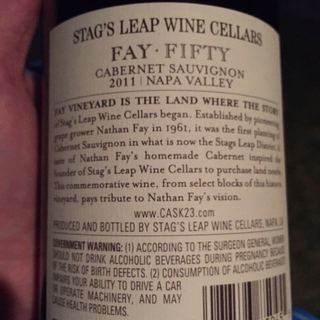 STAG'S LEAP WINE CELLARS
FAY · FIFTY
CABERNET SAUVIGNON
2011 | NAPA VALLEY
FAY VINEYARD IS THE LAND WHERE THE STORY
of Stag's Leap Wine Cellars began. Established by pioneering
grape grower Nathan Fay in 1961, it was the first planting of
Cabernet Sauvignon in what is now the Stags Leap District. A
taste of Nathan Fay's homemade Cabernet inspired the
founder of Stag's Leap Wine Cellars to purchase land nearby.
This commemorative wine, from select blocks of this historic
vineyard, pays tribute to Nathan Fay's vision.
WWW.CASK23.COM
PRODUCED AND BOTTLED BY STAG'S LEAP WINE CELLARS, NAPA, CA
GOVERNMENT WARNING: (1) ACCORDING TO THE SURGEON GENERAL, WOMEN
SHOULD NOT DRINK ALCOHOLIC BEVERAGES DURING PREGNANCY BECAUSE
OF THE RISK OF BIRTH DEFECTS. (2) CONSUMPTION OF ALCOHOLIC BEVERAGES
IMPAIRS YOUR ABILITY TO DRIVE A CAR
OR OPERATE MACHINERY, AND MAY
CAUSE HEALTH PROBLEMS.